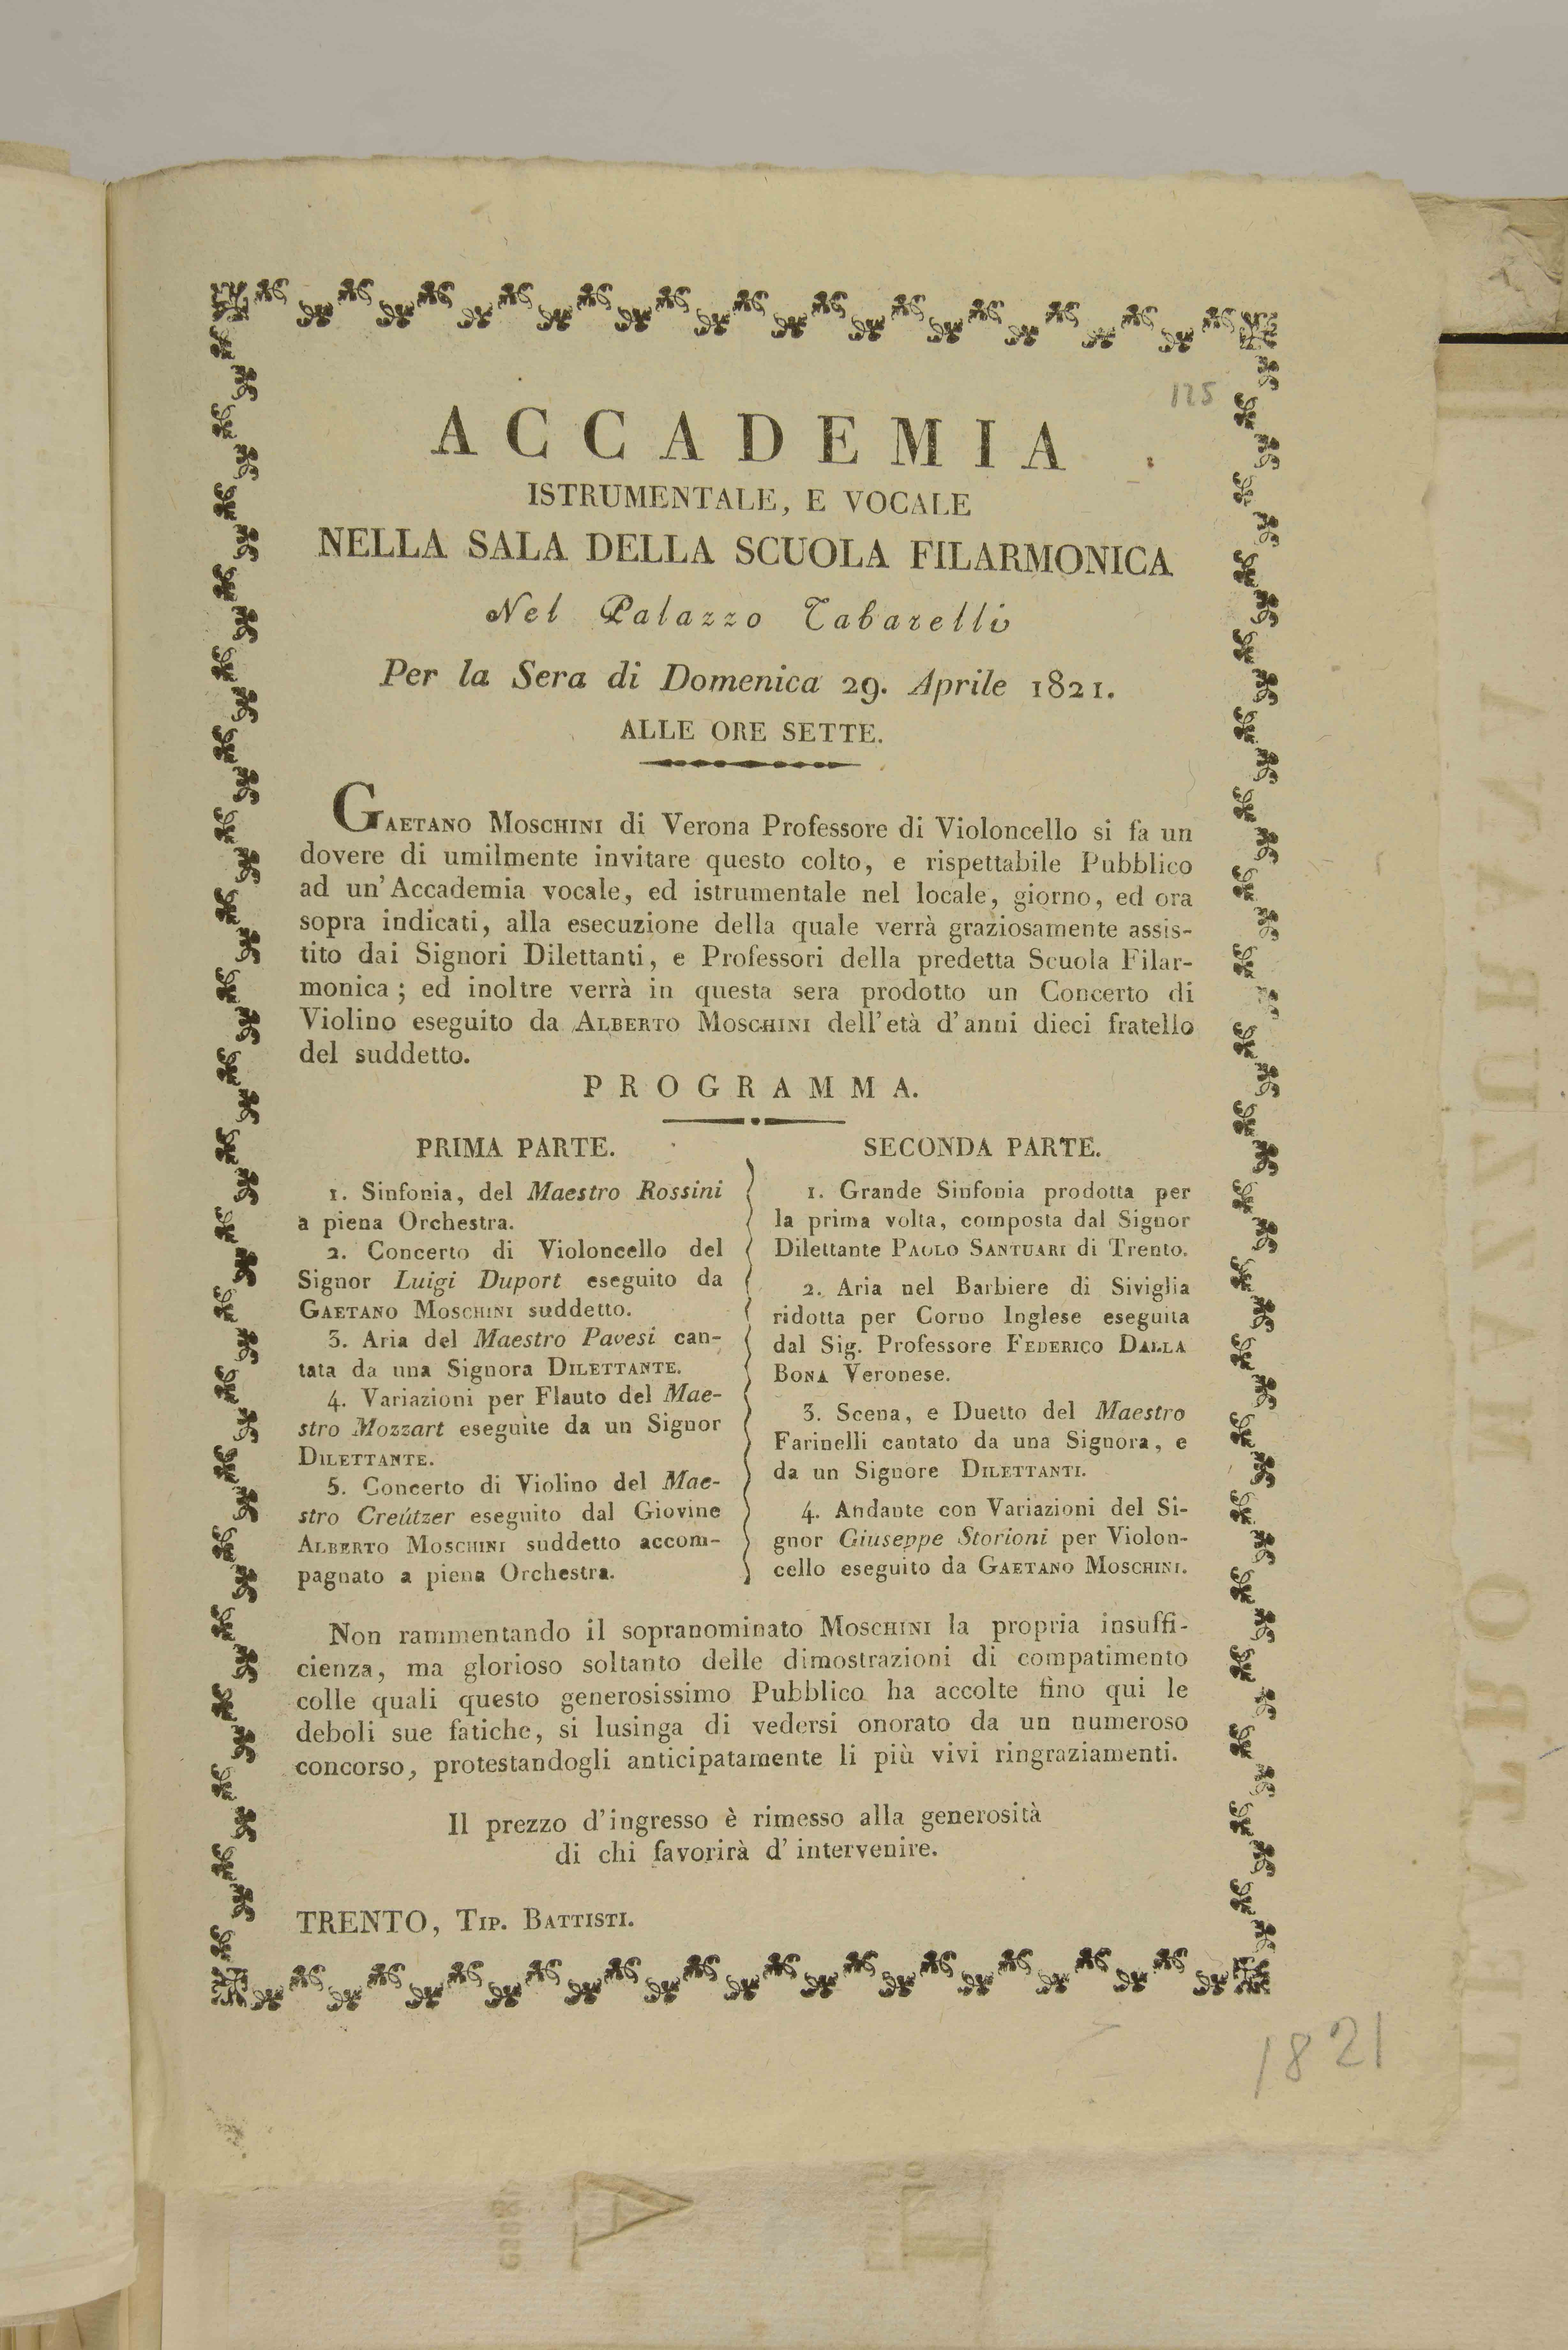 125
ACCADEMIA
ISTRUMENTALE, E VOCALE
NELLA SALA DELLA SCUOLA FILARMONICA
Nel Palazzo Tabarelli
Per la Sera di Domenica 29. Aprile 1821.
ALLE ORE SETTE.
GAETANO MOSCHINI di Verona Professore di Violoncello si fa un
dovere di umilmente invitare questo colto, e rispettabile Pubblico
ad un'Accademia vocale, ed istrumentale nel locale, giorno, ed ora
sopra indicati, alla esecuzione della quale verrà graziosamente assis-
tito dai Signori Dilettanti, e Professori della predetta Scuola Filar-
monica; ed inoltre verrà in questa sera prodotto un Concerto di
Violino eseguito da ALBERTO MOSCHINI dell'età d'anni dieci fratello
del suddetto.
PROGRAMMA.
PRIMA PARTE.
1. Sinfonia, del Maestro Rossini
a piena Orchestra.
2. Concerto di Violoncello del
Signor Luigi Duport eseguito da
GAETANO MOSCHINI suddetto.
3. Aria del Maestro Pavesi can-
tata da una Signora DILETTANTE.
4. Variazioni per Flauto del Mae-
stro Mozzart eseguite da un Signor
DILETTANTE.
5. Concerto di Violino del Mae-
stro Creützer eseguito dal Giovine
ALBERTO MOSCHINI suddetto accom-
pagnato a piena Orchestra.
SECONDA PARTE.
1. Grande Sinfonia prodotta per
la prima volta, composta dal Signor
Dilettante PAOLO SANTUARI di Trento.
2. Aria nel Barbiere di Siviglia
ridotta per Corno Inglese eseguita
dal Sig. Professore FEDERICO DALLA
BONA Veronese.
3. Scena, e Duetto del Maestro
Farinelli cantato da una Signora, e
da un Signore DILETTANTI.
4. Andante con Variazioni del Si-
gnor Giuseppe Storioni per Violon-
cello eseguito da GAETANO MOSCHINI.
Non rammentando il sopranominato MOSCHINI la propria insuffi-
cienza, ma glorioso soltanto delle dimostrazioni di compatimento
colle quali questo generosissimo Pubblico ha accolte fino qui le
deboli sue fatiche, si lusinga di vedersi onorato da un numeroso
concorso, protestandogli anticipatamente li più vivi ringraziamenti.
Il prezzo d'ingresso è rimesso alla generosità
di chi favorirà d'intervenire.
TRENTO, TIP. BATTISTI.
1821